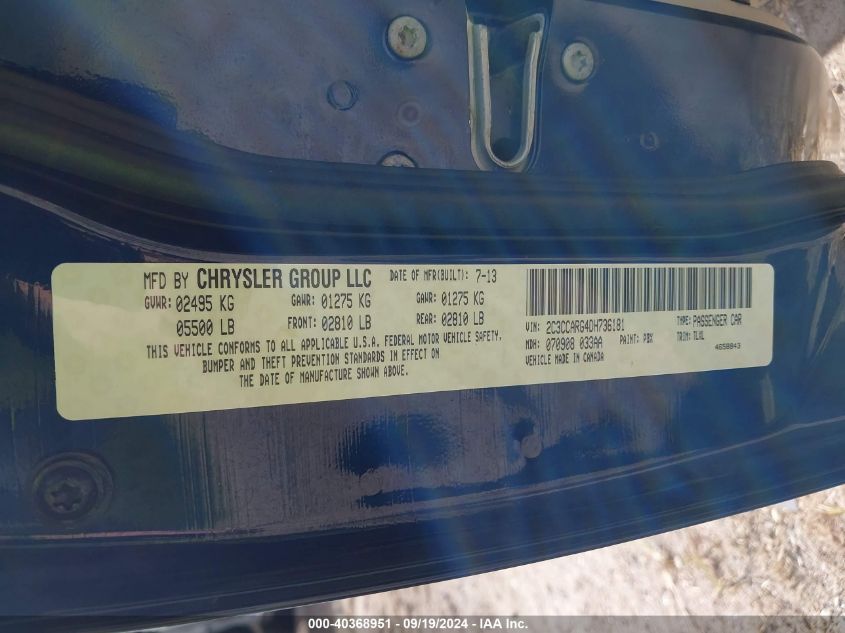 MFD BY CHRYSLER GROUP LLC DATE OF MFR(BUILT): 7-13
GVWR: 02495 KG GAWR: 01275 KG GAWR: 01275 KG
05500 LB FRONT: 02810 LB REAR: 02810 LB
THIS VEHICLE CONFORMS TO ALL APPLICABLE U.S.A. FEDERAL MOTOR VEHICLE SAFETY,
BUMPER AND THEFT PREVENTION STANDARDS IN EFFECT ON
THE DATE OF MANUFACTURE SHOWN ABOVE.
VIN: 2C3CCARG4DH736181 TYPE: PASSENGER CAR
MDH: 070908 033AA PAINT: PBX TRIM: TLXL
VEHICLE MADE IN CANADA 4658843
000-40368951 - 09/19/2024 - IAA Inc.